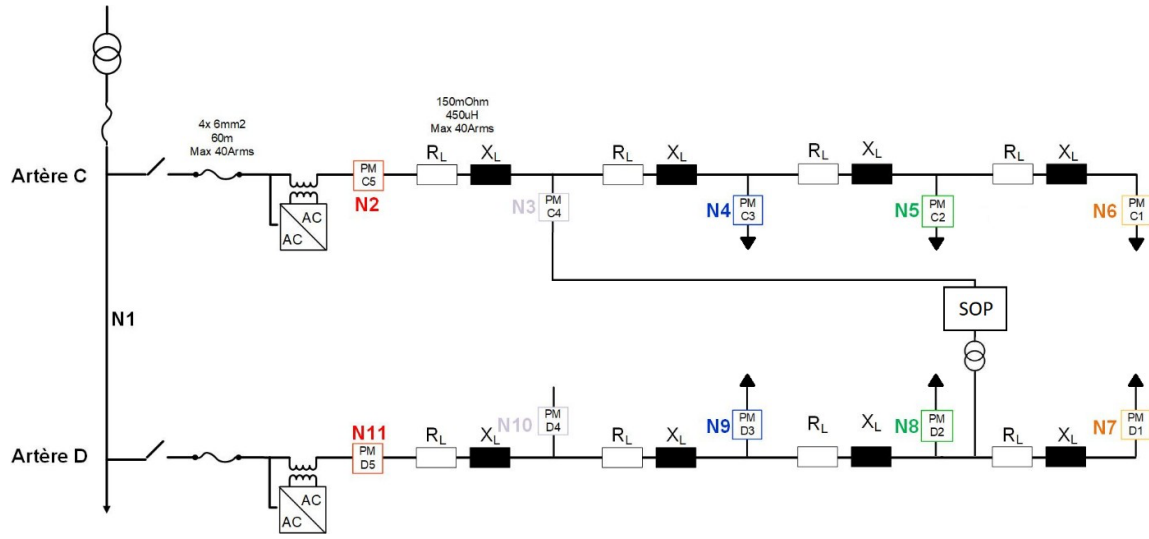 150mOhm
450uH
Max 40Arms
4x 6mm2
60m
Max 40Arms
RL
XL
RL
XL
RL
XL
RL
XL
Artère C
PM
C5
N2
N3
PM
C4
N4
PM
C3
N5
PM
C2
N6
PM
C1
AC
AC
N1
SOP
N11
PM
D5
N10
PM
D4
N9
PM
D3
N8
PM
D2
N7
PM
D1
Artère D
RL
XL
RL
XL
RL
XL
RL
XL
AC
AC